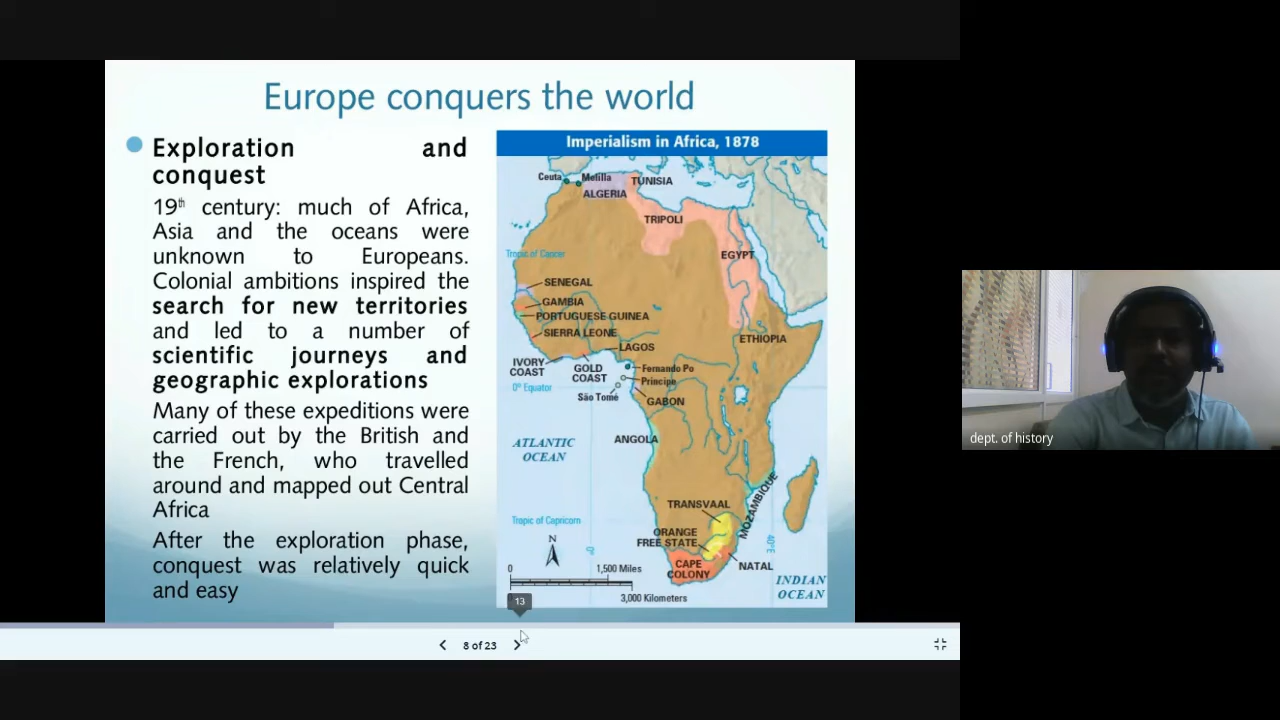 Europe conquers the world
Exploration and
conquest
19th century: much of Africa,
Asia and the oceans were
unknown to Europeans.
Colonial ambitions inspired the
search for new territories
and led to a number of
scientific journeys and
geographic explorations
Many of these expeditions were
carried out by the British and
the French, who travelled
around and mapped out Central
Africa
After the exploration phase,
conquest was relatively quick
and easy
Imperialism in Africa, 1878
Ceuta
Melilla
TUNISIA
ALGERIA
TRIPOLI
Tropic of Cancer
EGYPT
SENEGAL
GAMBIA
PORTUGUESE GUINEA
SIERRA LEONE
ETHIOPIA
LAGOS
IVORY
COAST
GOLD
COAST
Fernando Po
Principe
0° Equator
São Tomé
GABON
ANGOLA
ATLANTIC
OCEAN
MOZAMBIQUE
TRANSVAAL
Tropic of Capricorn
ORANGE
FREE STATE
N
0°
40°E
CAPE
COLONY
NATAL
INDIAN
OCEAN
0
1,500 Miles
3,000 Kilometers
13
8 of 23
dept. of history